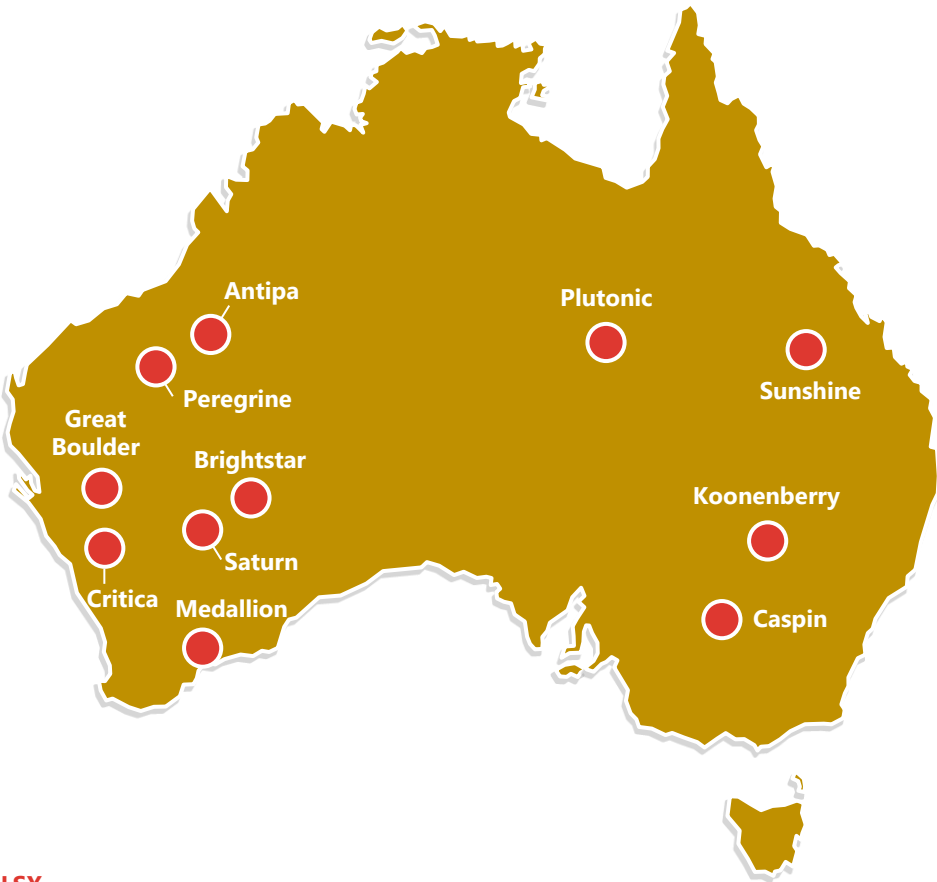 Antipa
Plutonic
Peregrine
Sunshine
Great
Boulder
Brightstar
Koonenberry
Saturn
Critica
Medallion
Caspin